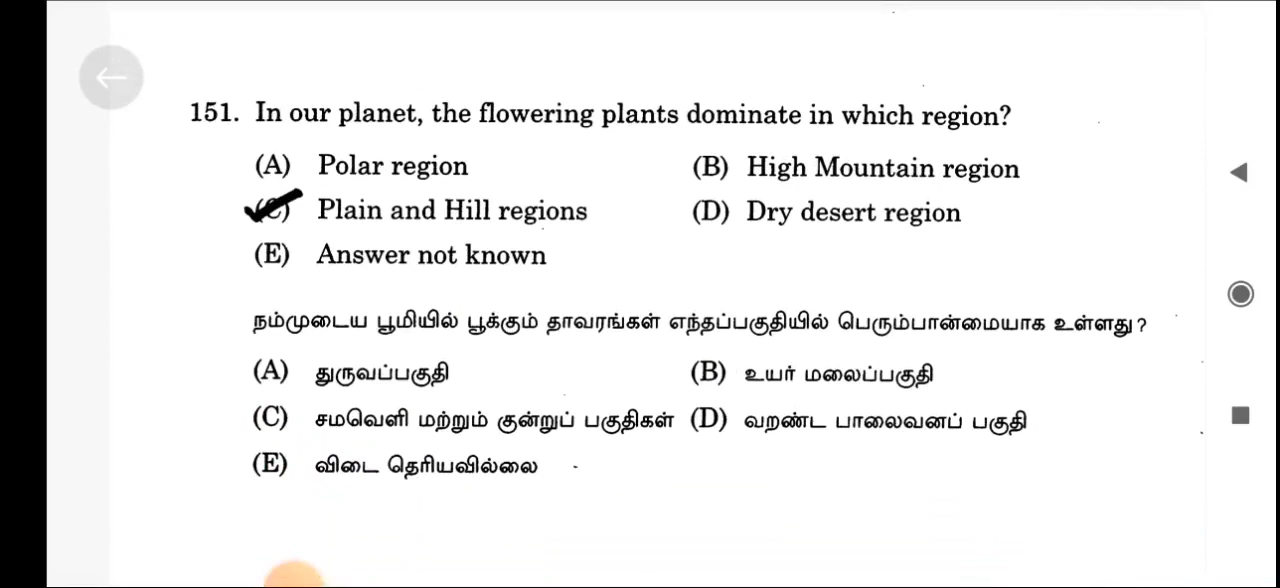 151. In our planet, the flowering plants dominate in which region?
(A) Polar region (B) High Mountain region
(C) Plain and Hill regions (D) Dry desert region
(E) Answer not known
நம்முடைய பூமியில் பூக்கும் தாவரங்கள் எந்தப்பகுதியில் பெரும்பான்மையாக உள்ளது?
(A) துருவப்பகுதி (B) உயர் மலைப்பகுதி
(C) சமவெளி மற்றும் குன்றுப் பகுதிகள் (D) வறண்ட பாலைவனப் பகுதி
(E) விடை தெரியவில்லை